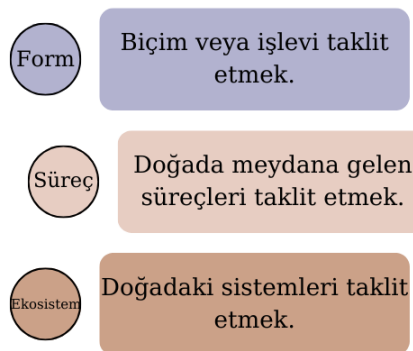 Form
Biçim veya işlevi taklit
etmek.
Süreç
Doğada meydana gelen
süreçleri taklit etmek.
Ekosistem
Doğadaki sistemleri taklit
etmek.